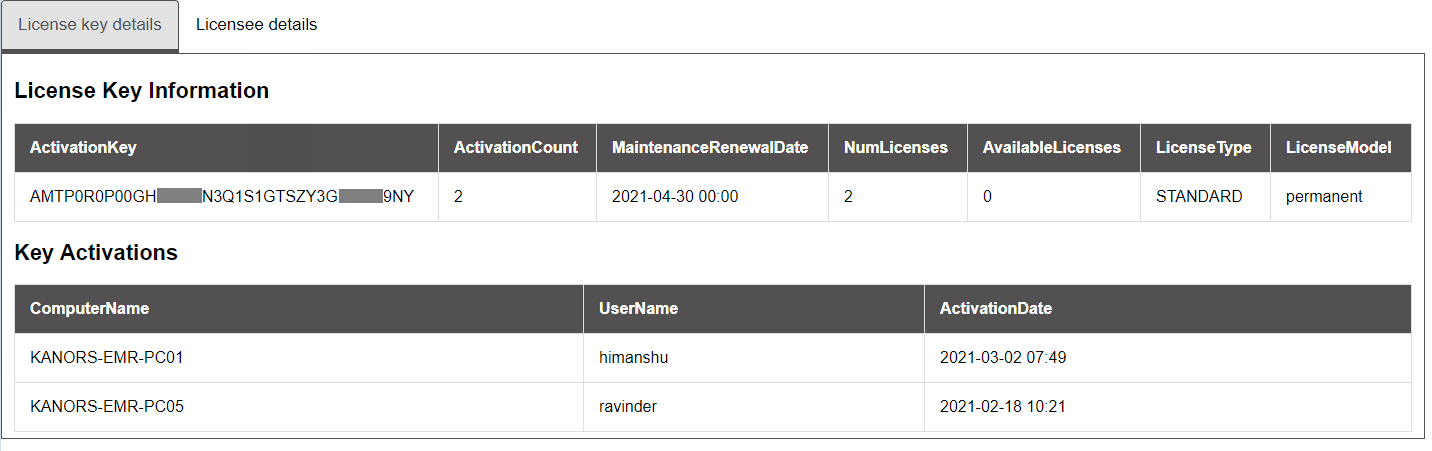 License key details Licensee details
License Key Information
ActivationKey ActivationCount MaintenanceRenewalDate NumLicenses AvailableLicenses LicenseType LicenseModel
AMTP0R0P00GH N3Q1S1GTSZY3G 9NY 2 2021-04-30 00:00 2 0 STANDARD permanent
Key Activations
ComputerName UserName ActivationDate
KANORS-EMR-PC01 himanshu 2021-03-02 07:49
KANORS-EMR-PC05 ravinder 2021-02-18 10:21